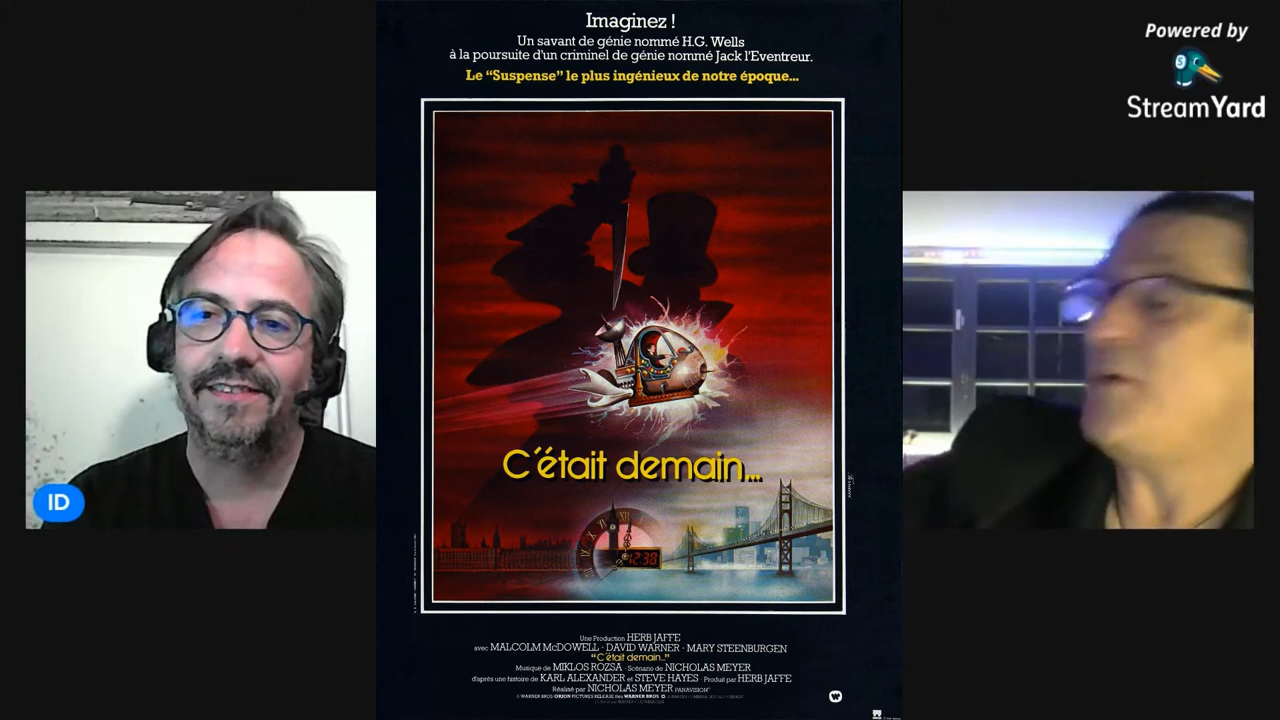 Imaginez !
Un savant de génie nommé H.G. Wells
à la poursuite d'un criminel de génie nommé Jack l'Eventreur.
Le "Suspense" le plus ingénieux de notre époque...
Powered by
StreamYard
ID
C'était demain...
12:38
Une Production HERB JAFFE
avec MALCOLM McDOWELL · DAVID WARNER · MARY STEENBURGEN
"C'était demain..."
Musique de MIKLOS ROZSA · Scénario de NICHOLAS MEYER
d'après une histoire de KARL ALEXANDER et STEVE HAYES · Produit par HERB JAFFE
Réalisé par NICHOLAS MEYER PANAVISION